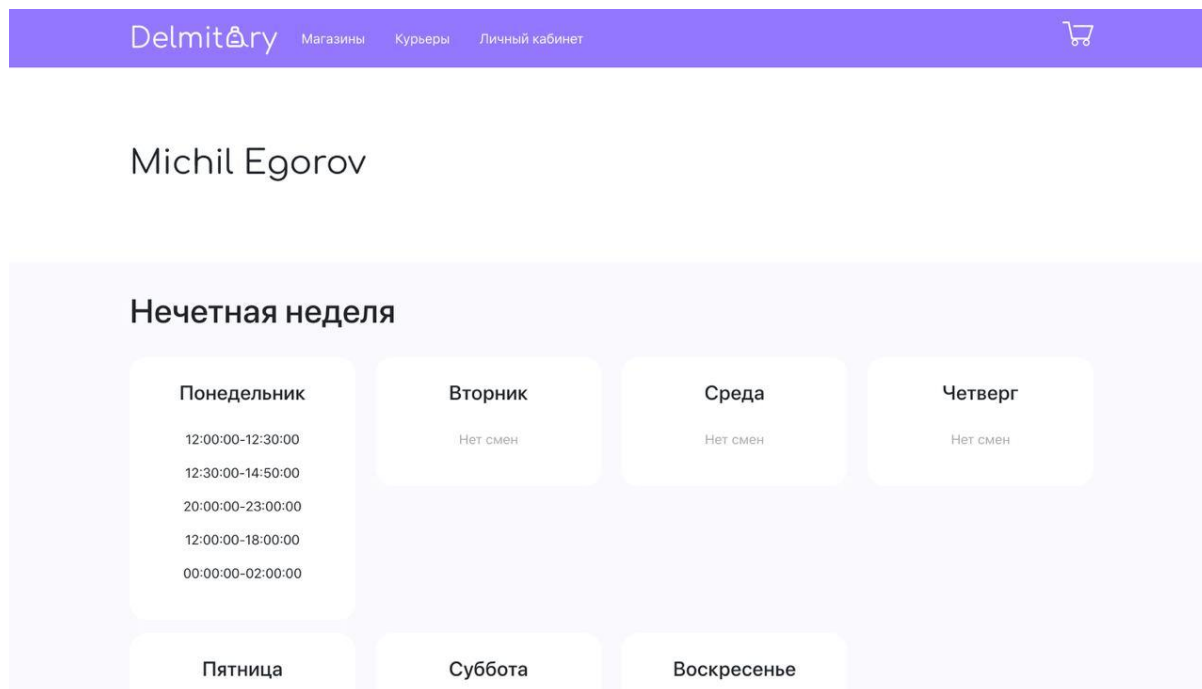 Delmitary Магазины Курьеры Личный кабинет
Michil Egorov
Нечетная неделя
Понедельник
12:00:00-12:30:00
12:30:00-14:50:00
20:00:00-23:00:00
12:00:00-18:00:00
00:00:00-02:00:00
Вторник
Нет смен
Среда
Нет смен
Четверг
Нет смен
Пятница
Суббота
Воскресенье